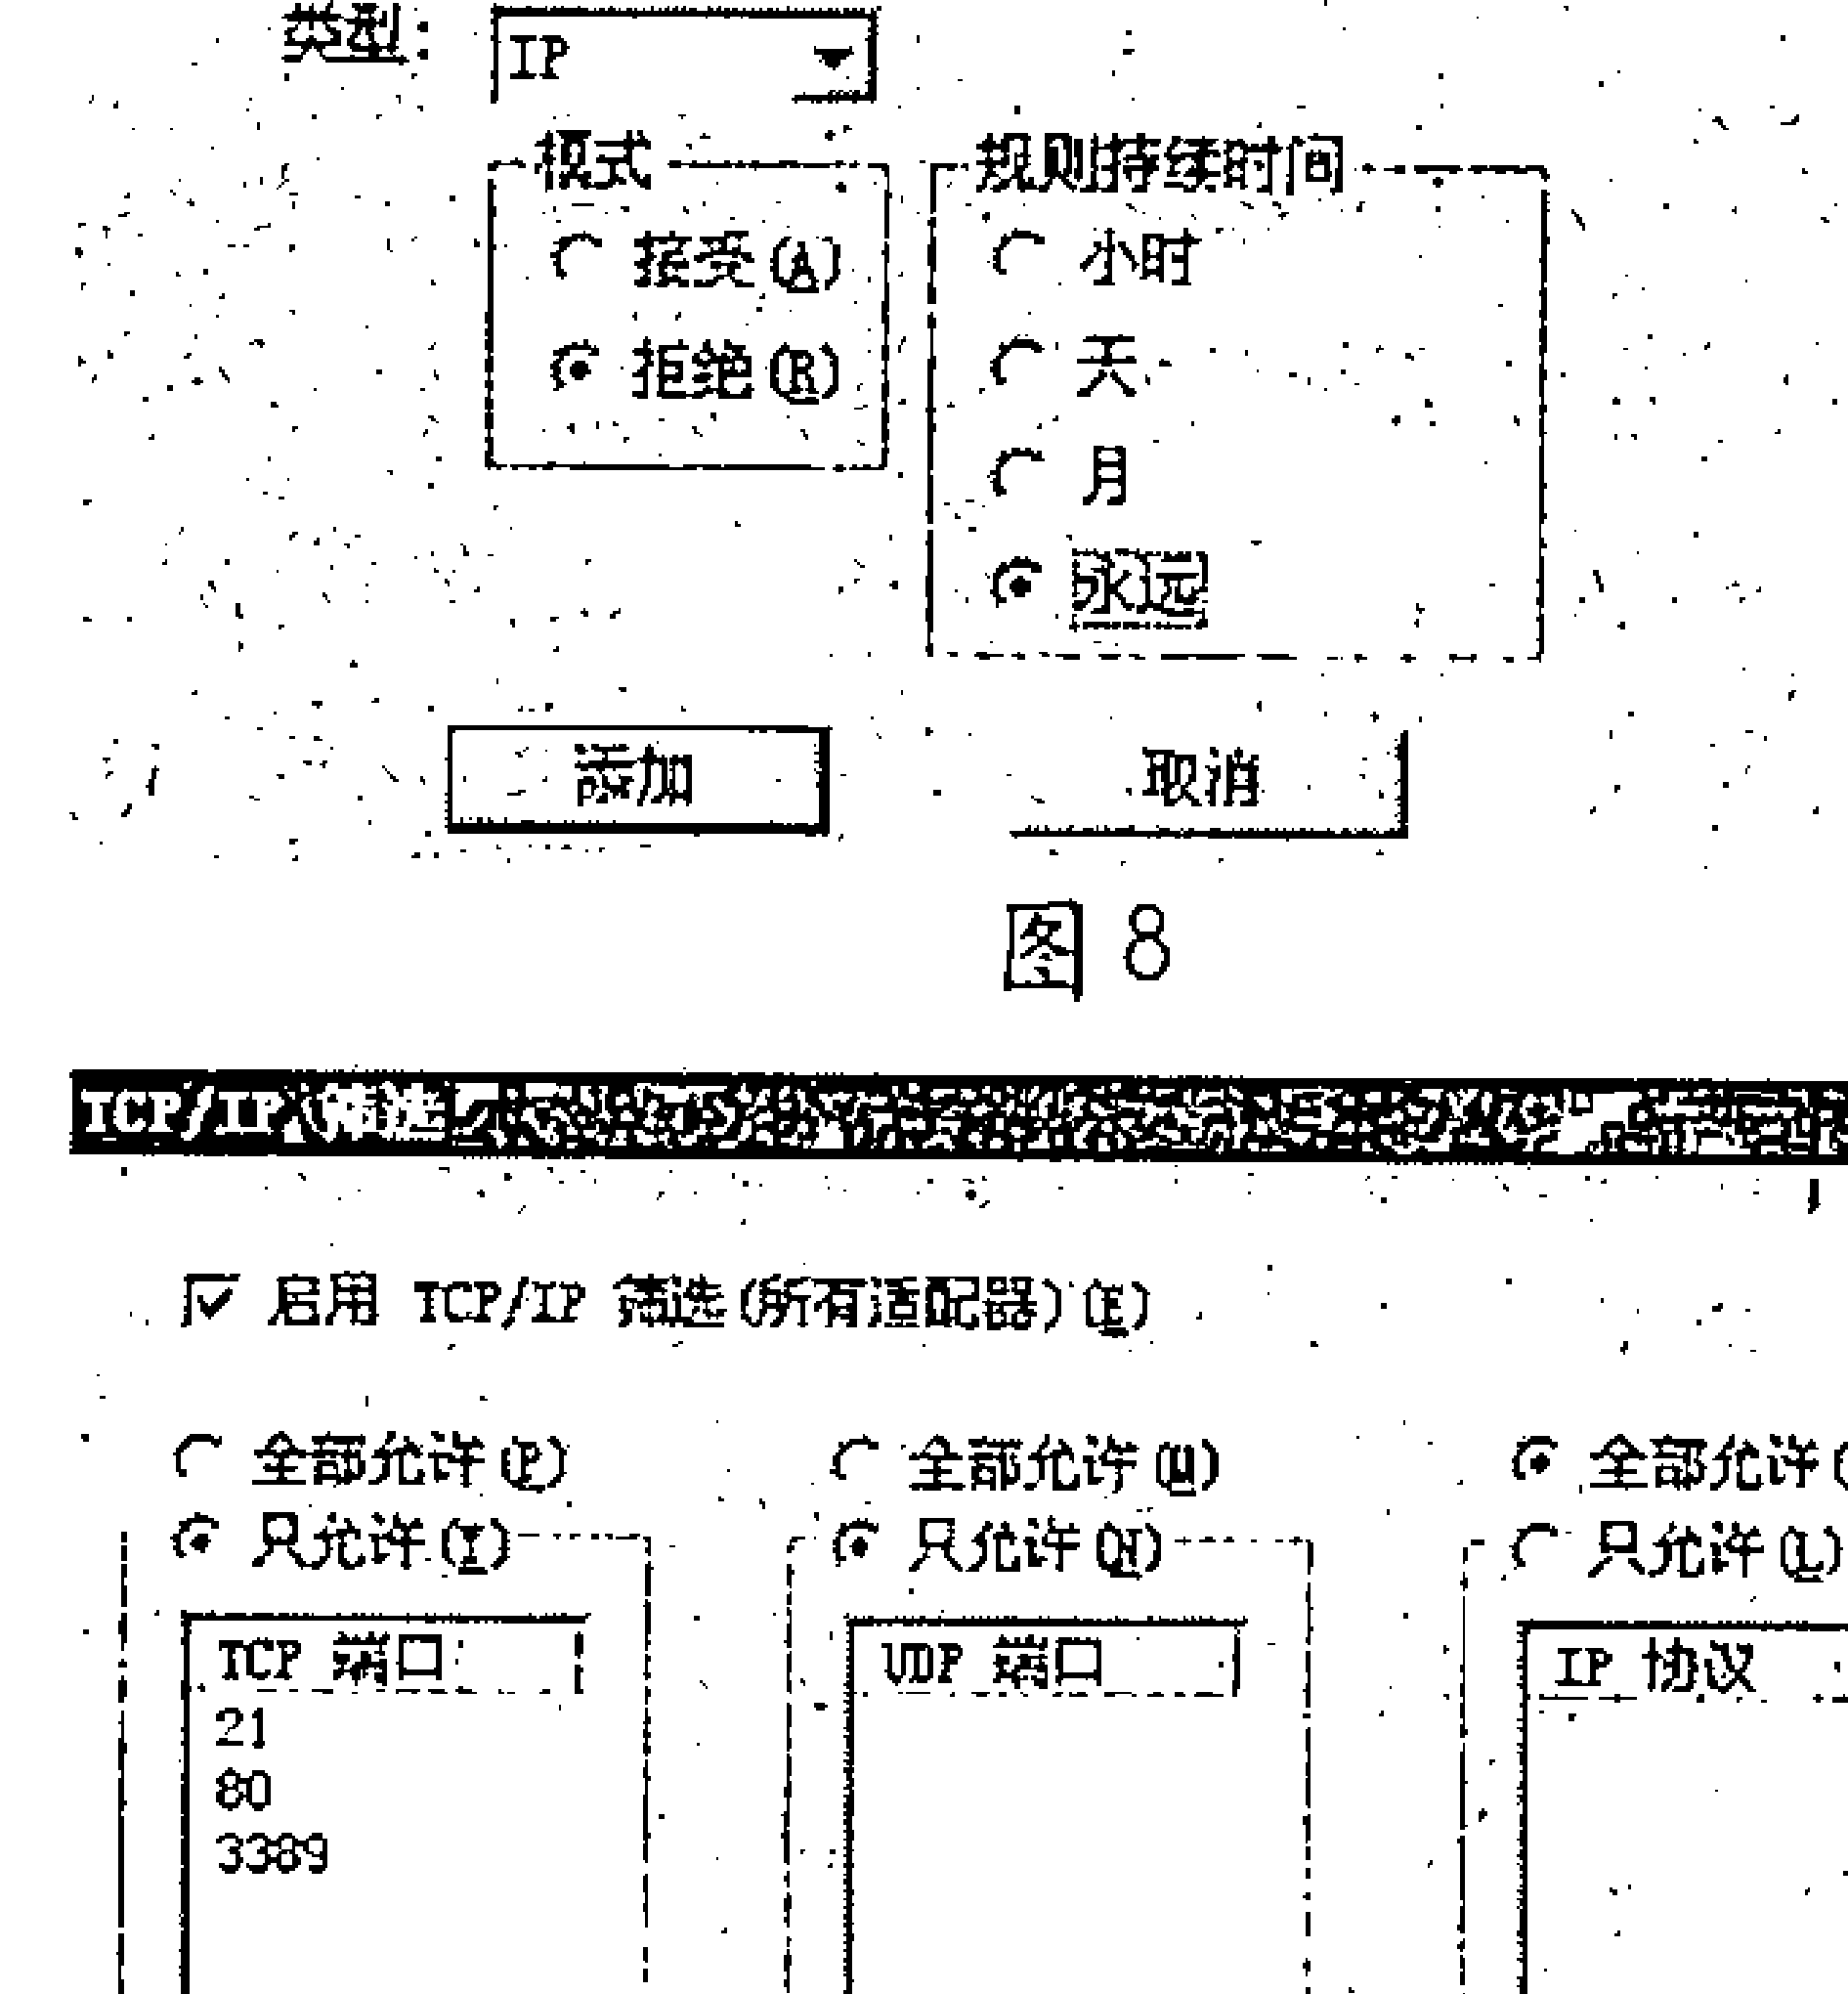 类型: IP
模式 规则持续时间
接受(A) 小时
拒绝(R) 天
月
永远
添加 取消
图 8
TCP/IP 筛选
启用 TCP/IP 筛选(所有适配器)(E)
全部允许(P) 全部允许(U) 全部允许(
只允许(T) 只允许(N) 只允许(L)
TCP 端口 UDP 端口 IP 协议
21
80
3389